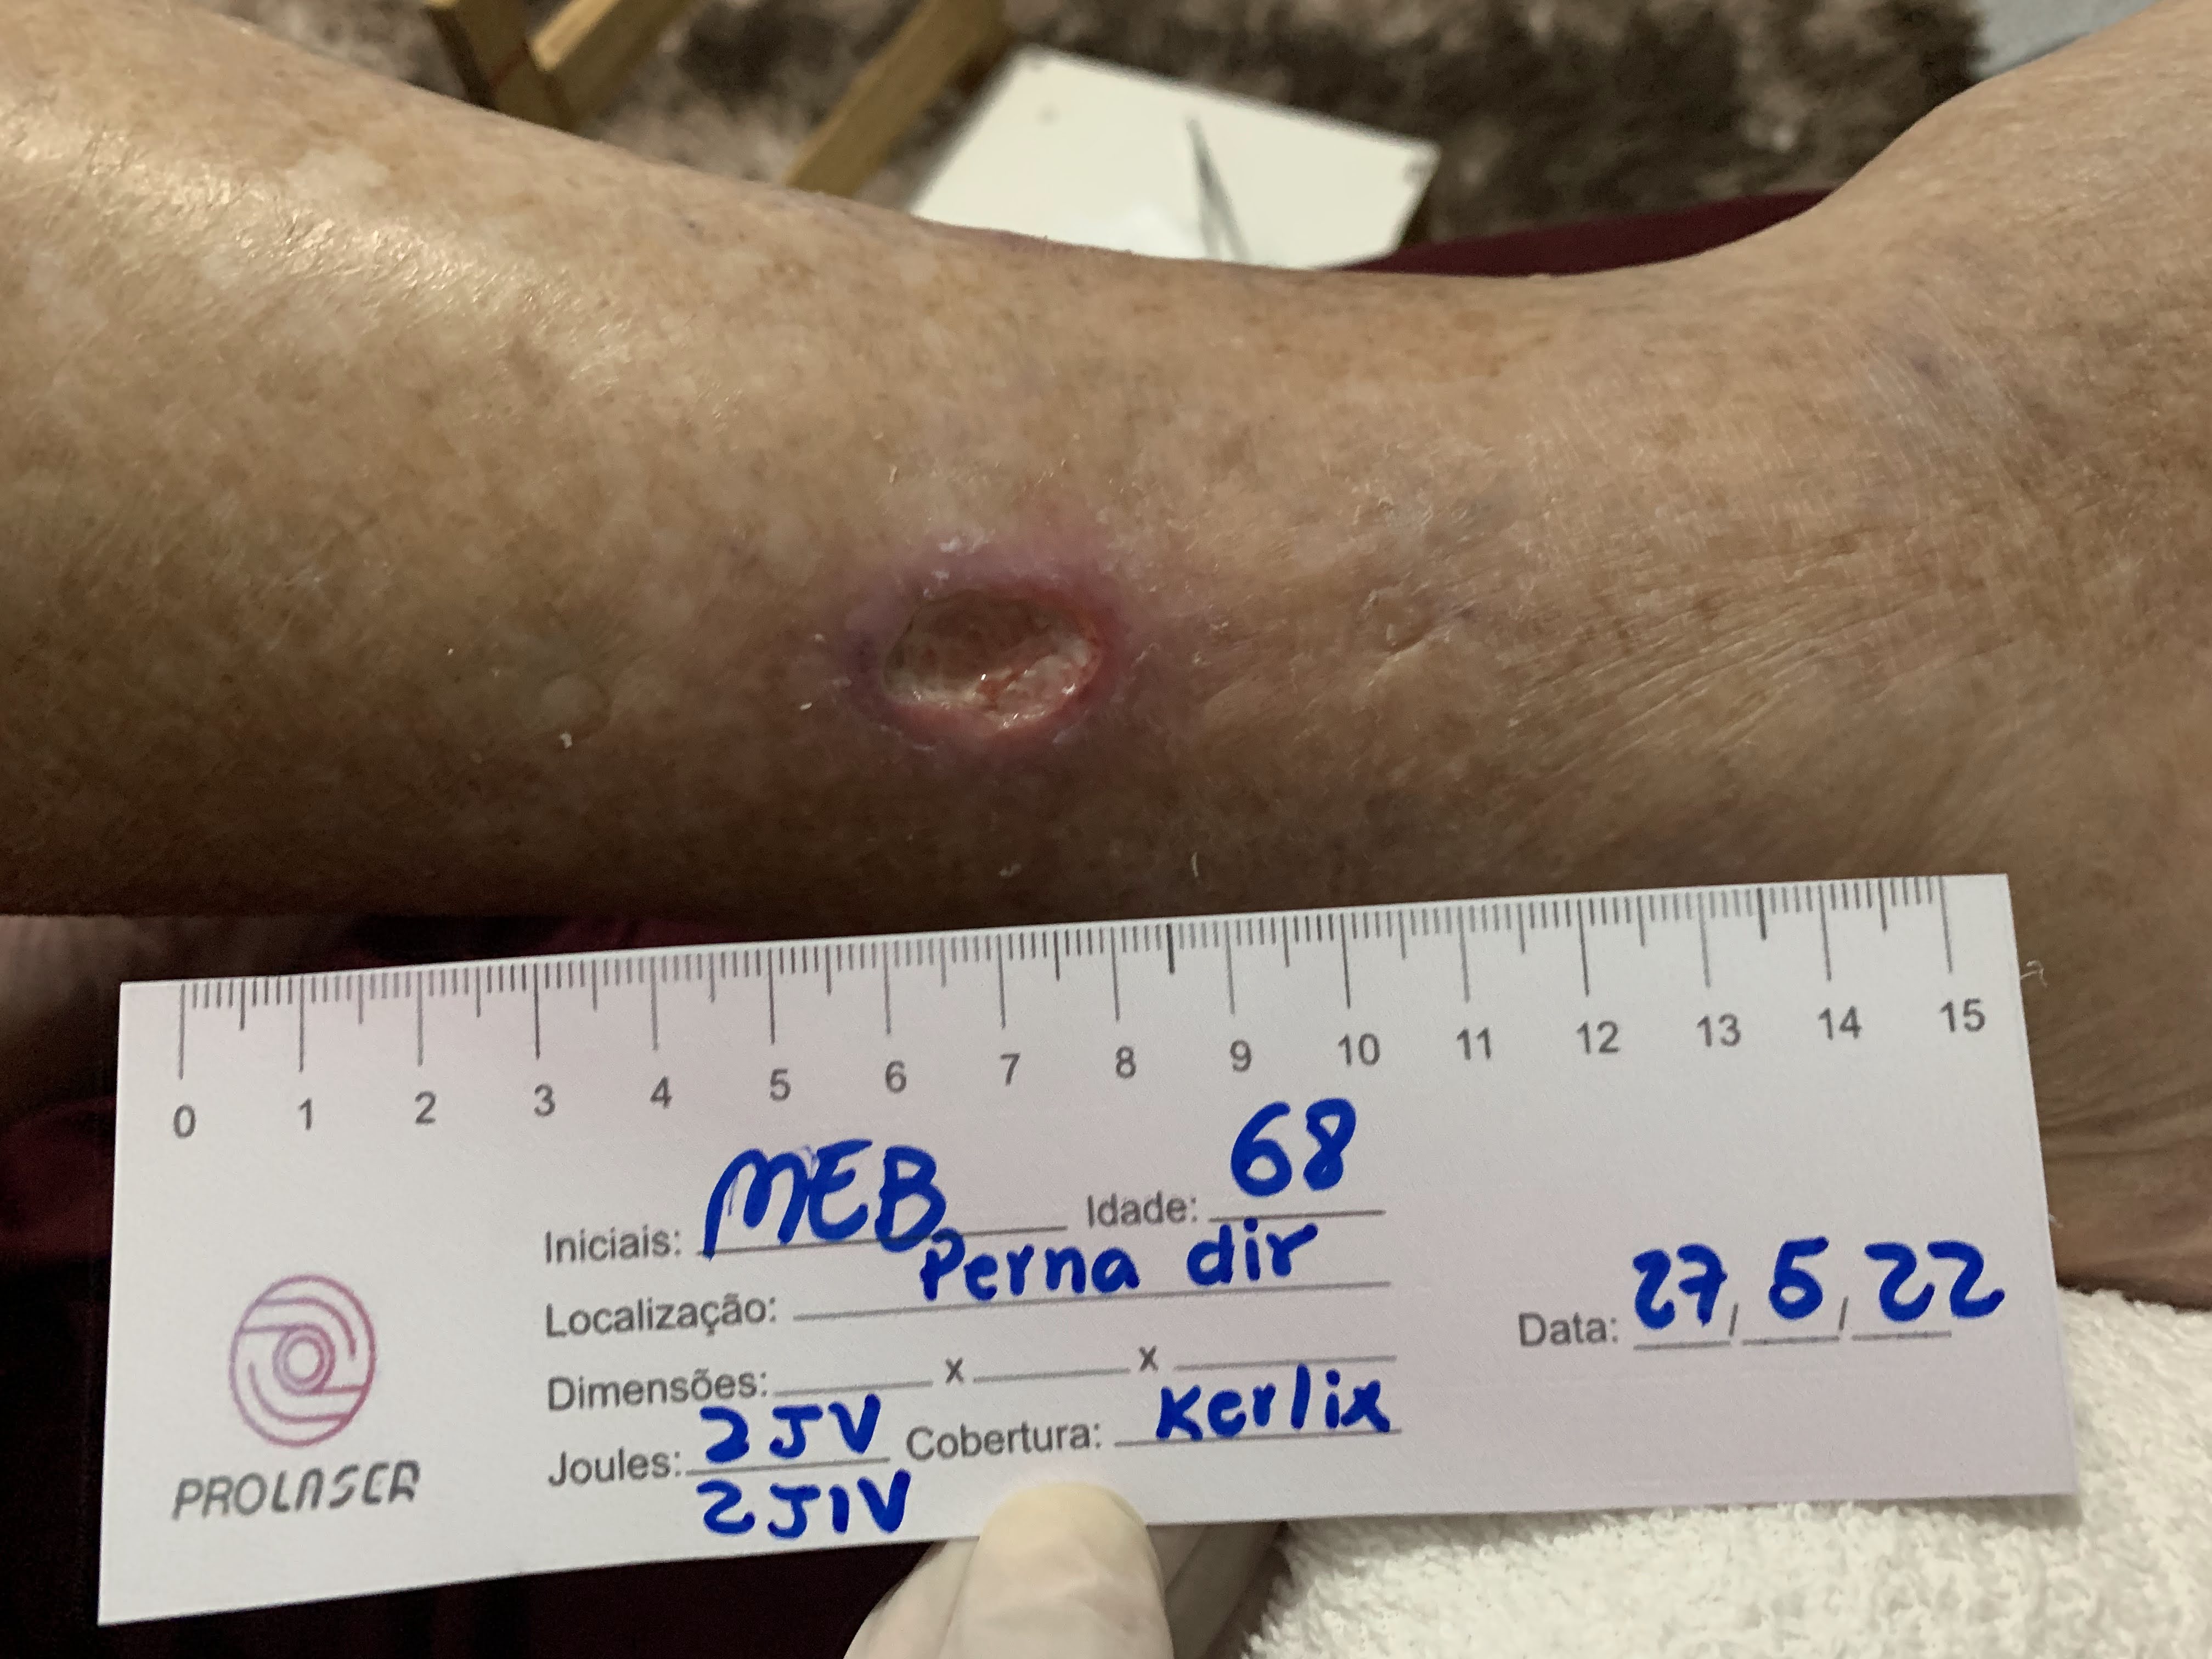 0 1 2 3 4 5 6 7 8 9 10 11 12 13 14 15
Iniciais: MEB Idade: 68
Localização: Perna dir
Data: 27/5/22
Dimensões: x x
Joules: 2JV Cobertura: Kerlix
2JIV
PROLASER